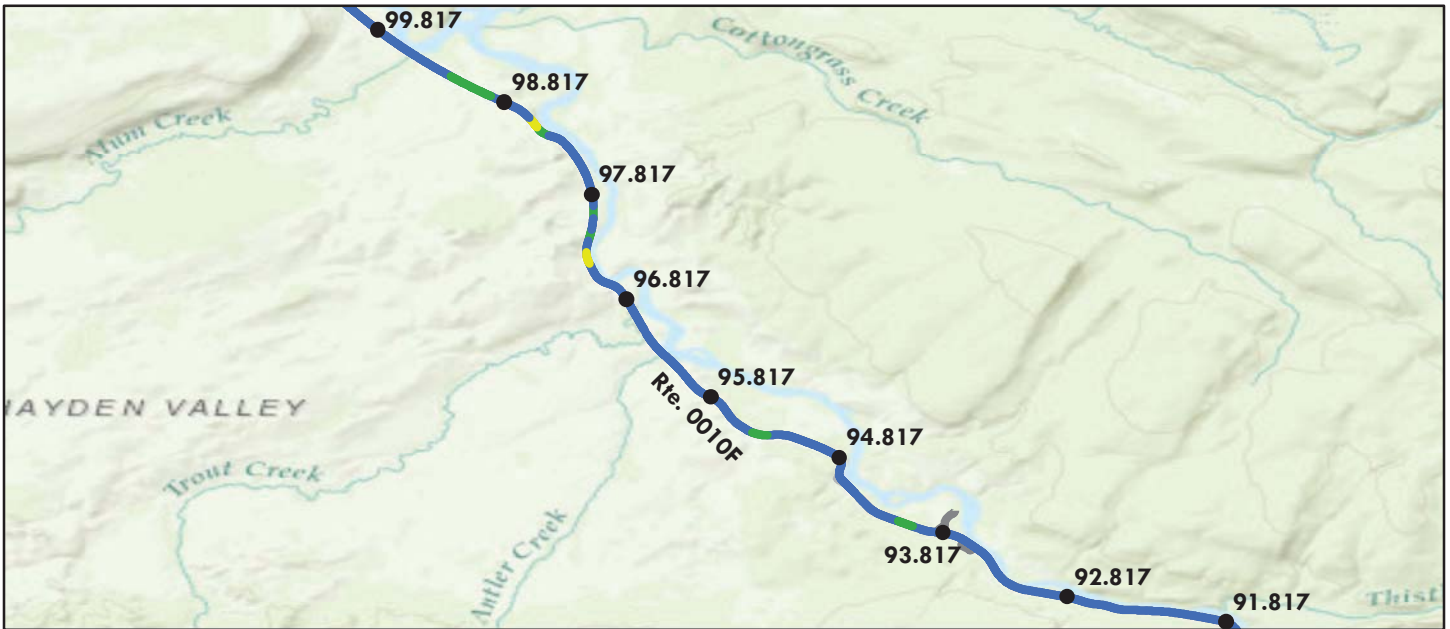 99.817
Cottongrass Creek
98.817
Alum Creek
97.817
96.817
95.817
Rte. 0010F
HAYDEN VALLEY
94.817
Trout Creek
Antler Creek
93.817
92.817
91.817
Thist